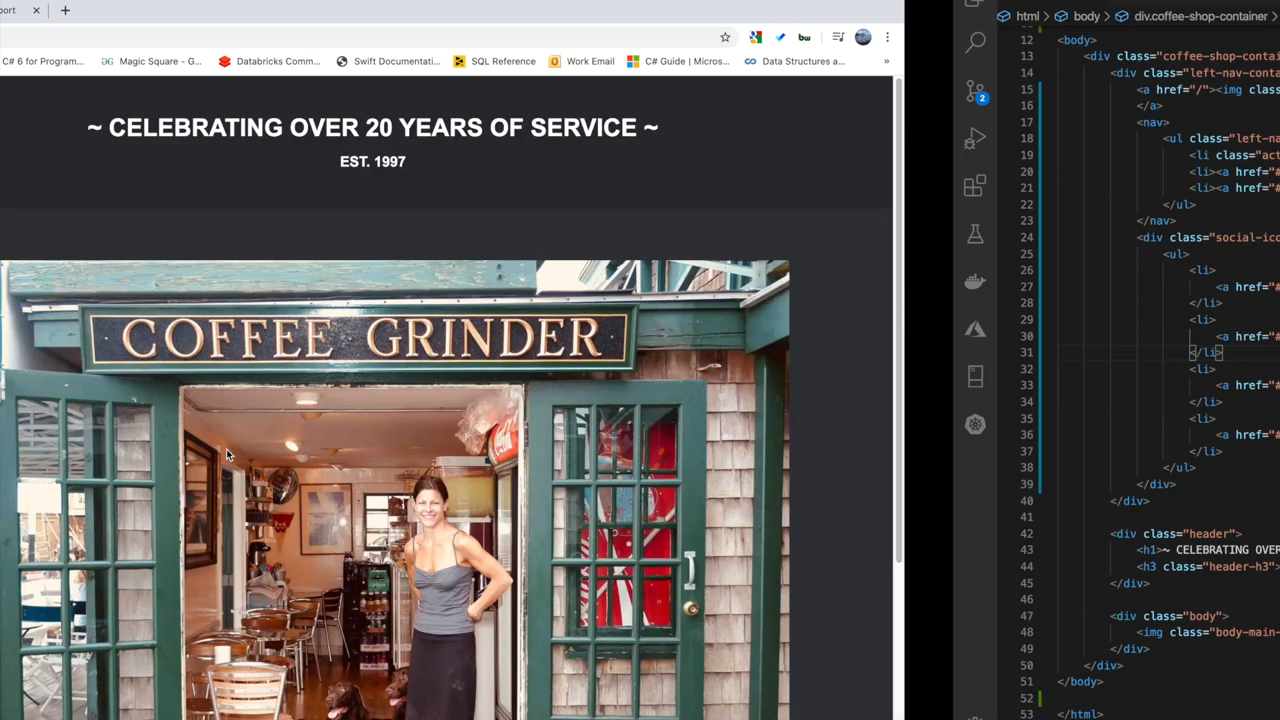 port
C# 6 for Program...
Magic Square - G...
Databricks Comm...
Swift Documentati...
SQL Reference
Work Email
C# Guide | Micros...
Data Structures a...
»
~ CELEBRATING OVER 20 YEARS OF SERVICE ~
EST. 1997
COFFEE GRINDER
html > body > div.coffee-shop-container >
2
12 <body>
13 <div class="coffee-shop-conta
14 <div class="left-nav-conta
15 <a href="/"><img class
16 </a>
17 <nav>
18 <ul class="left-na
19 <li class="act
20 <li><a href="#
21 <li><a href="#
22 </ul>
23 </nav>
24 <div class="social-ico
25 <ul>
26 <li>
27 <a href="#
28 </li>
29 <li>
30 <a href="#
31 </li>
32 <li>
33 <a href="#
34 </li>
35 <li>
36 <a href="#
37 </li>
38 </ul>
39 </div>
40 </div>
41
42 <div class="header">
43 <h1>~ CELEBRATING OVER
44 <h3 class="header-h3">
45 </div>
46
47 <div class="body">
48 <img class="body-main-
49 </div>
50 </div>
51 </body>
52
53 </html>